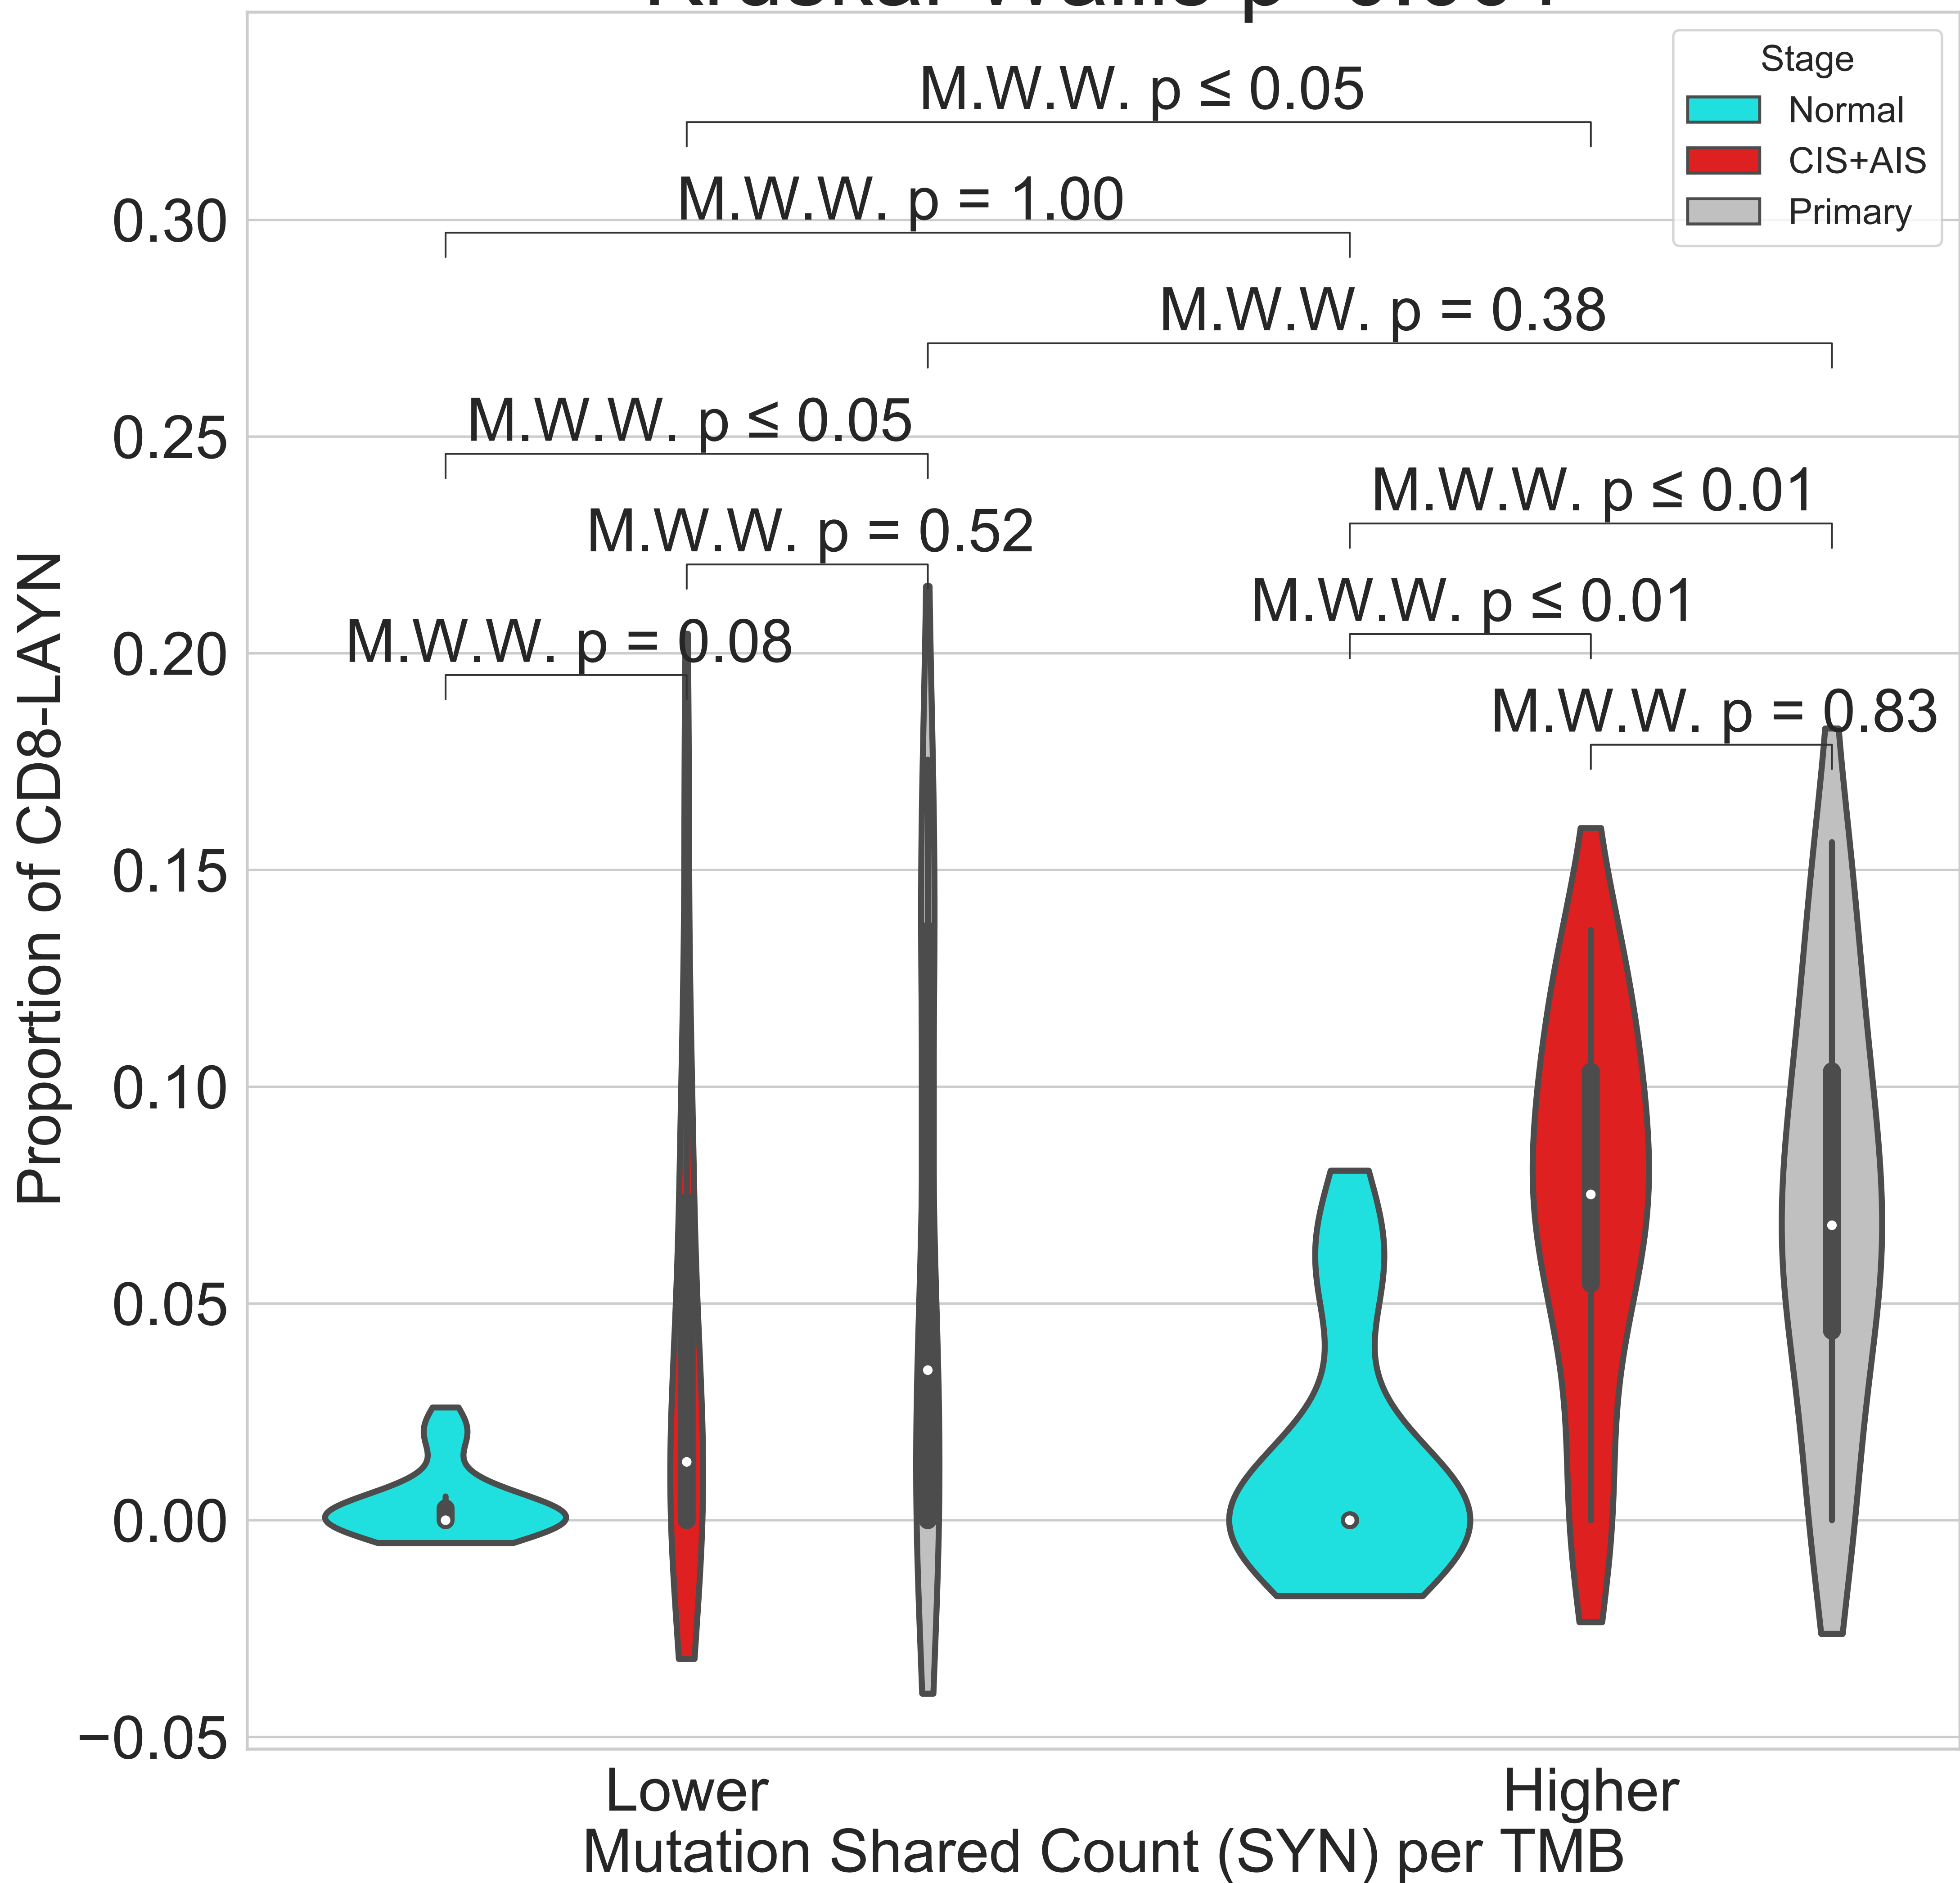 M.W.W. p ≤ 0.05
Stage
Normal
CIS+AIS
Primary
M.W.W. p = 1.00
0.30
M.W.W. p = 0.38
M.W.W. p ≤ 0.05
0.25
M.W.W. p ≤ 0.01
M.W.W. p = 0.52
M.W.W. p ≤ 0.01
M.W.W. p = 0.08
0.20
M.W.W. p = 0.83
0.15
0.10
0.05
0.00
−0.05
Proportion of CD8-LAYN
Lower
Higher
Mutation Shared Count (SYN) per TMB